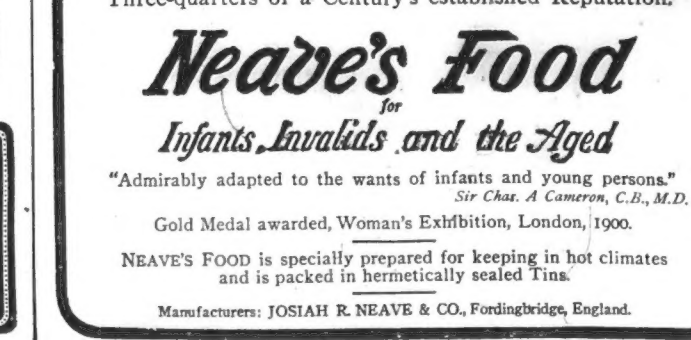 Three-quarters of a Century's established Reputation.
Neave's Food
for
Infants, Invalids and the Aged
"Admirably adapted to the wants of infants and young persons."
Sir Chas. A Cameron, C.B., M.D.
Gold Medal awarded, Woman's Exhibition, London, 1900.
NEAVE'S FOOD is specially prepared for keeping in hot climates
and is packed in hermetically sealed Tins.
Manufacturers: JOSIAH R. NEAVE & CO., Fordingbridge, England.